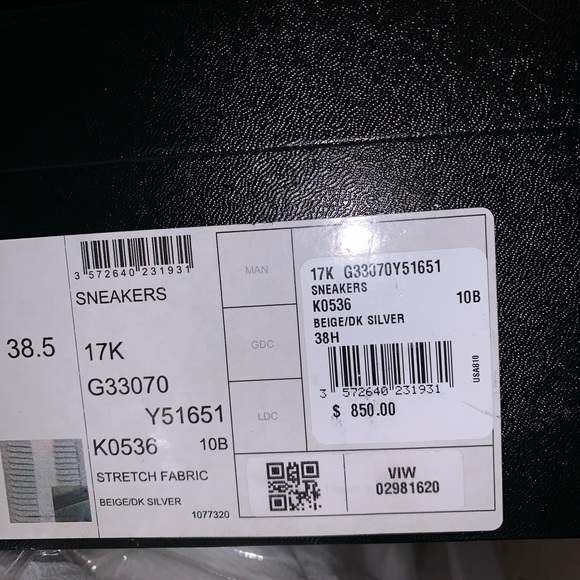 3 572640 231931
SNEAKERS
38.5
17K
G33070
Y51651
K0536 10B
STRETCH FABRIC
BEIGE/DK SILVER
1077320
MAN
GDC
LDC
17K G33070Y51651
SNEAKERS
K0536 10B
BEIGE/DK SILVER
38H
3 572640 231931
USA810
$ 850.00
VIW
02981620